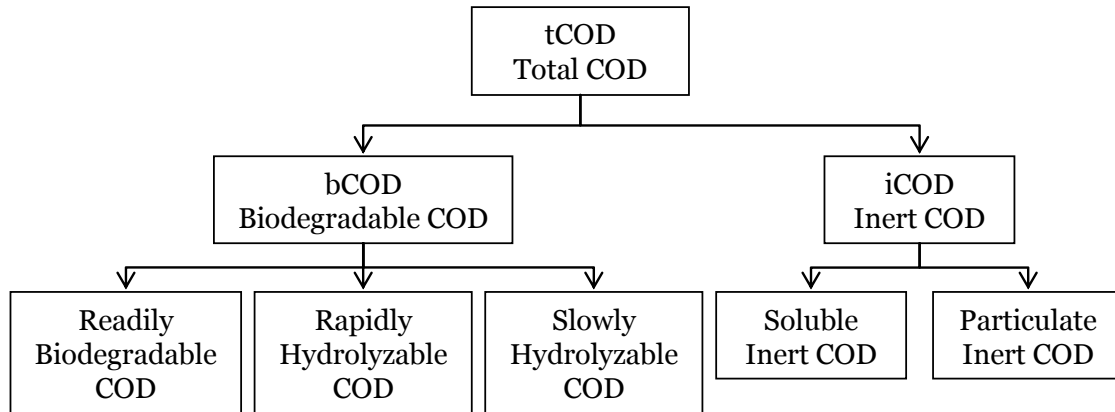 tCOD
Total COD
bCOD
Biodegradable COD
iCOD
Inert COD
Readily
Biodegradable
COD
Rapidly
Hydrolyzable
COD
Slowly
Hydrolyzable
COD
Soluble
Inert COD
Particulate
Inert COD